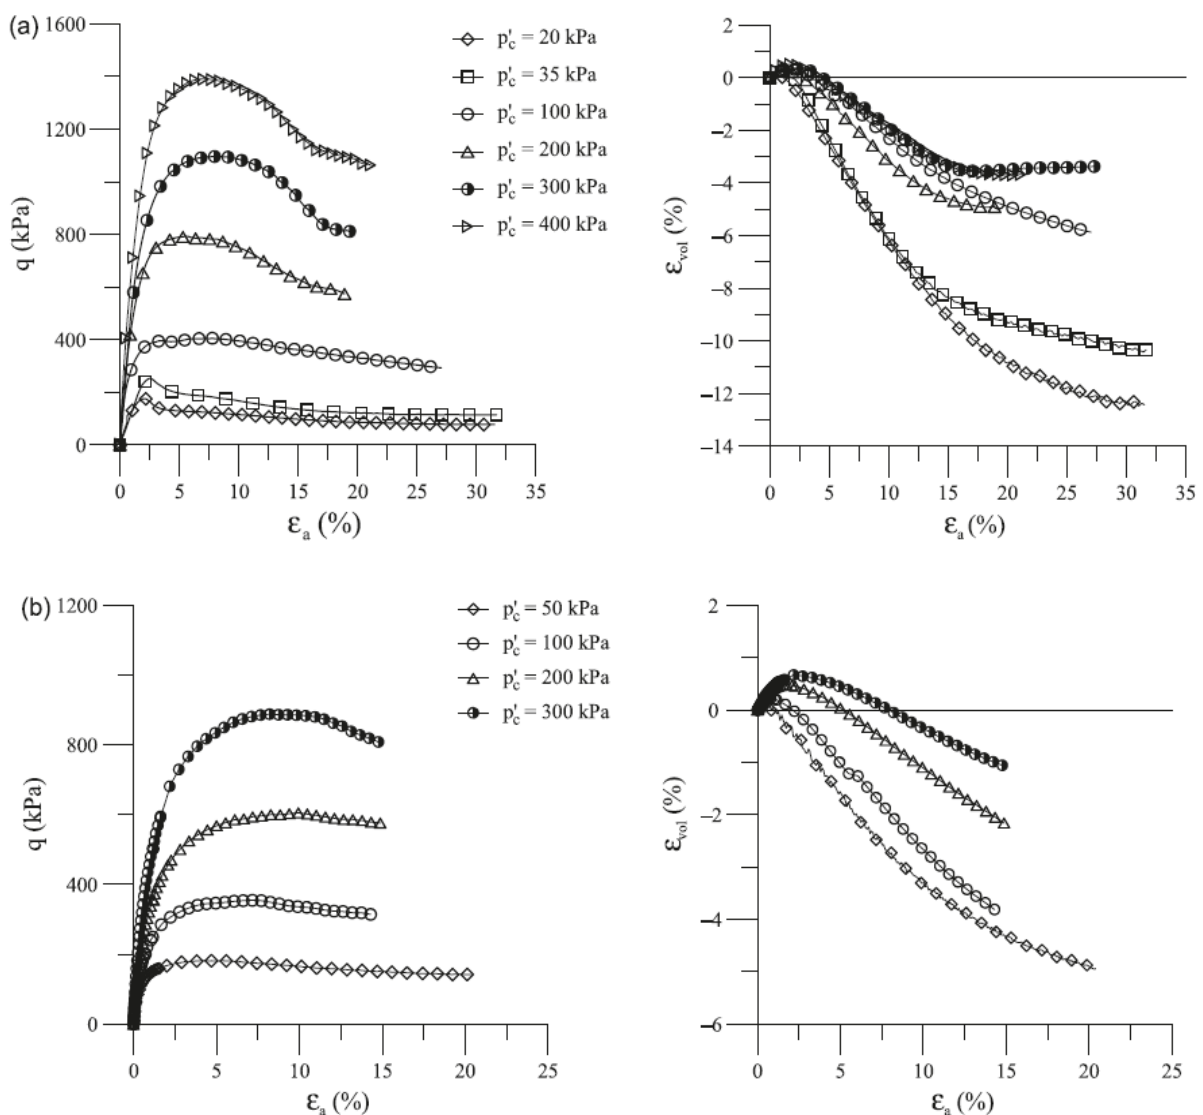 (a)
1600
1200
800
400
0
q (kPa)
0 5 10 15 20 25 30 35
εₐ (%)
p'c = 20 kPa
p'c = 35 kPa
p'c = 100 kPa
p'c = 200 kPa
p'c = 300 kPa
p'c = 400 kPa
2
0
−2
−4
−6
−8
−10
−12
−14
εvol (%)
0 5 10 15 20 25 30 35
εₐ (%)
(b)
1200
800
400
0
q (kPa)
0 5 10 15 20 25
εₐ (%)
p'c = 50 kPa
p'c = 100 kPa
p'c = 200 kPa
p'c = 300 kPa
2
0
−2
−4
−6
εvol (%)
0 5 10 15 20 25
εₐ (%)